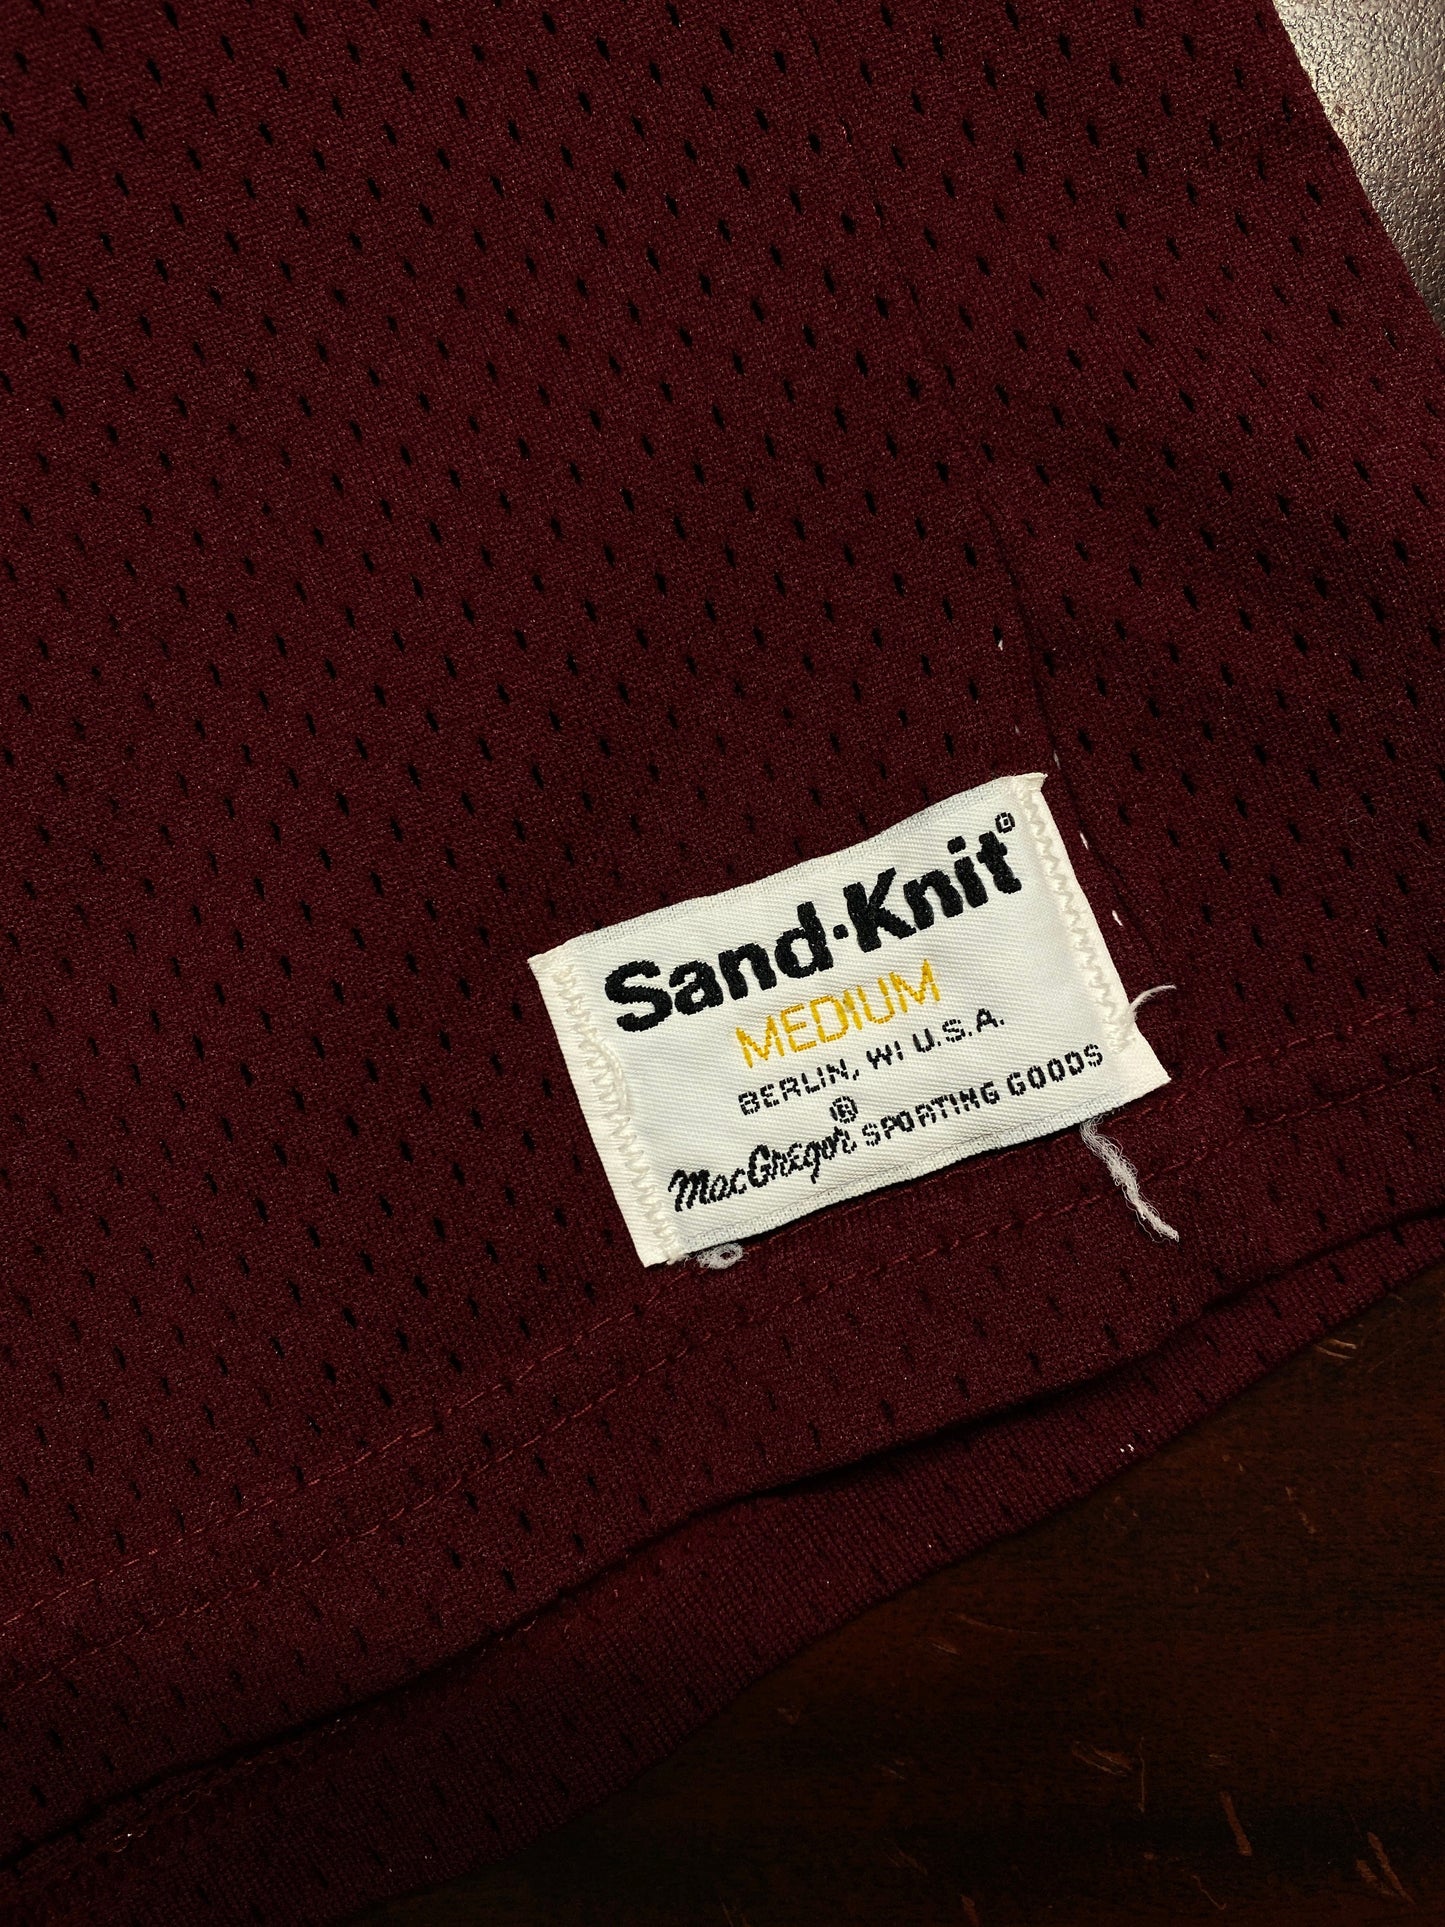 Sand·Knit®
MEDIUM
BERLIN, WI U.S.A.
MacGregor® SPORTING GOODS